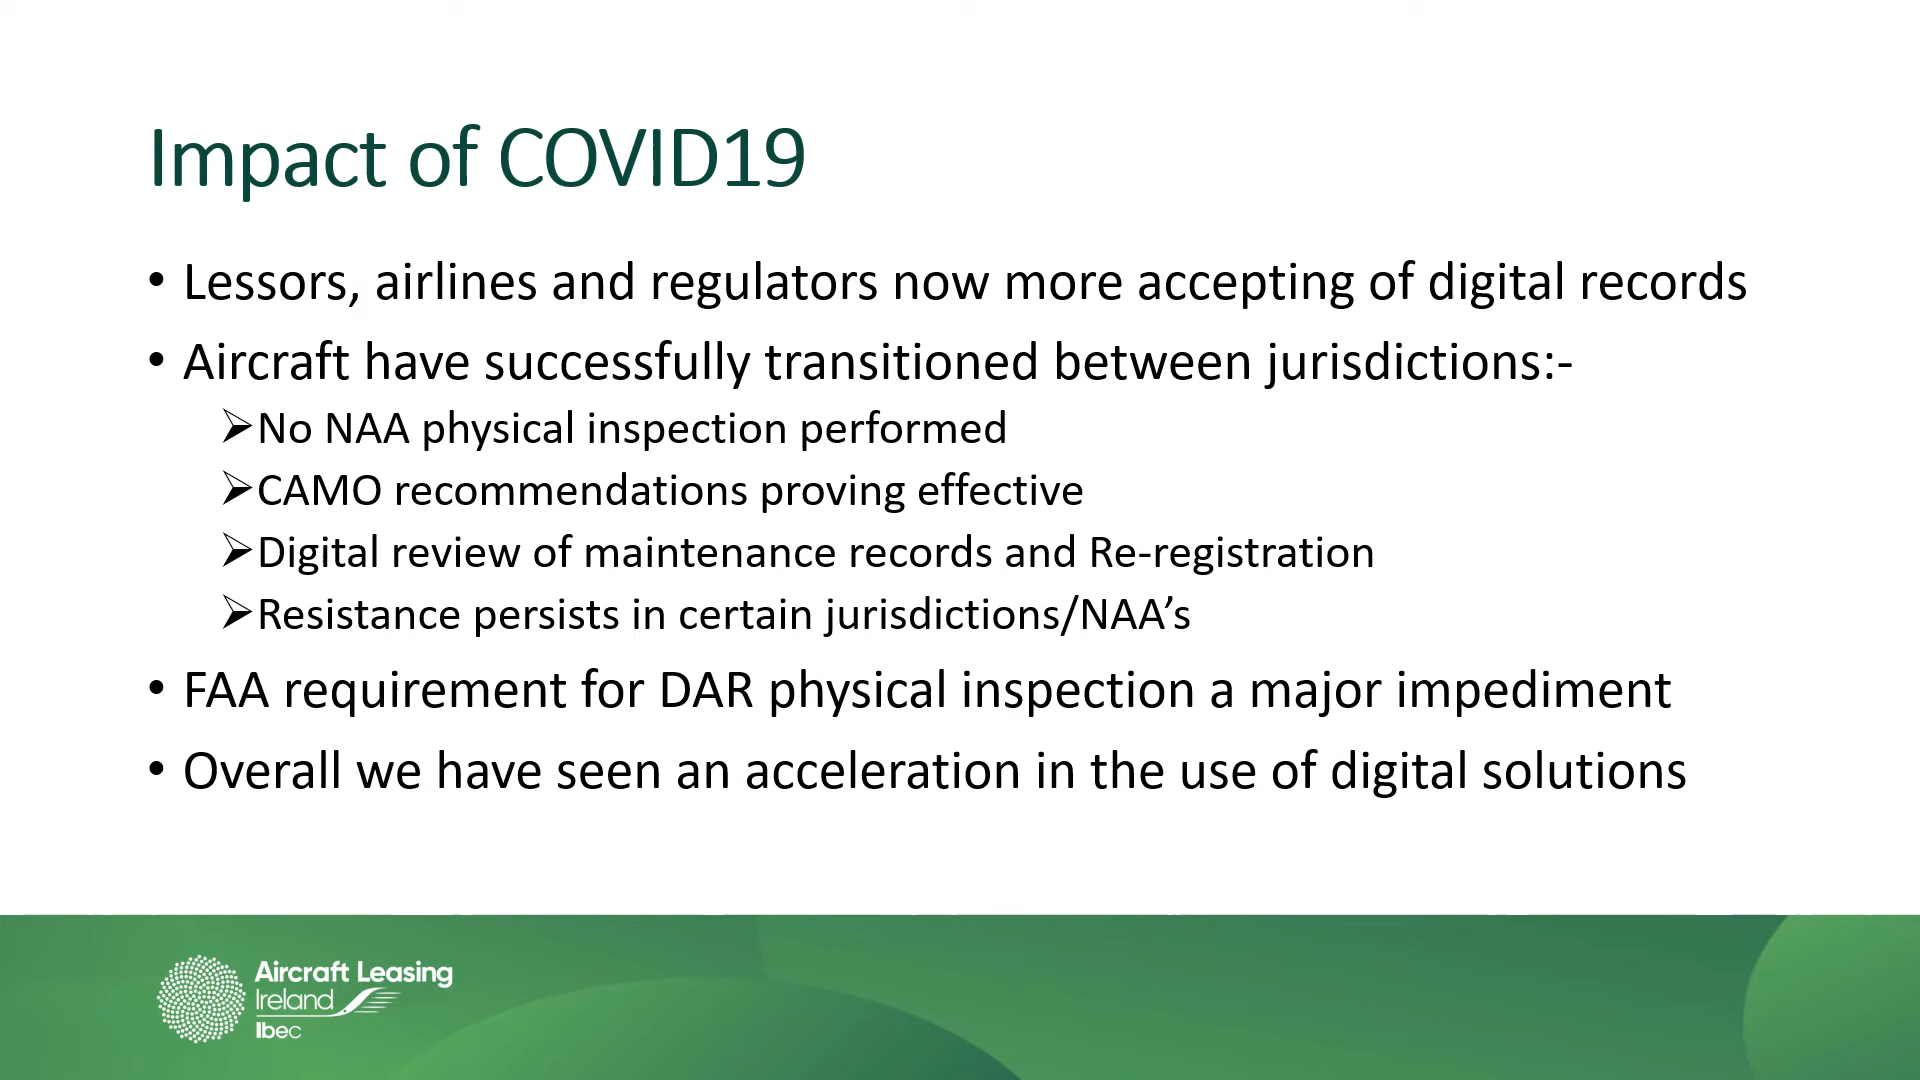 Impact of COVID19
• Lessors, airlines and regulators now more accepting of digital records
• Aircraft have successfully transitioned between jurisdictions:-
➢No NAA physical inspection performed
➢CAMO recommendations proving effective
➢Digital review of maintenance records and Re-registration
➢Resistance persists in certain jurisdictions/NAA’s
• FAA requirement for DAR physical inspection a major impediment
• Overall we have seen an acceleration in the use of digital solutions
Aircraft Leasing
Ireland
Ibec